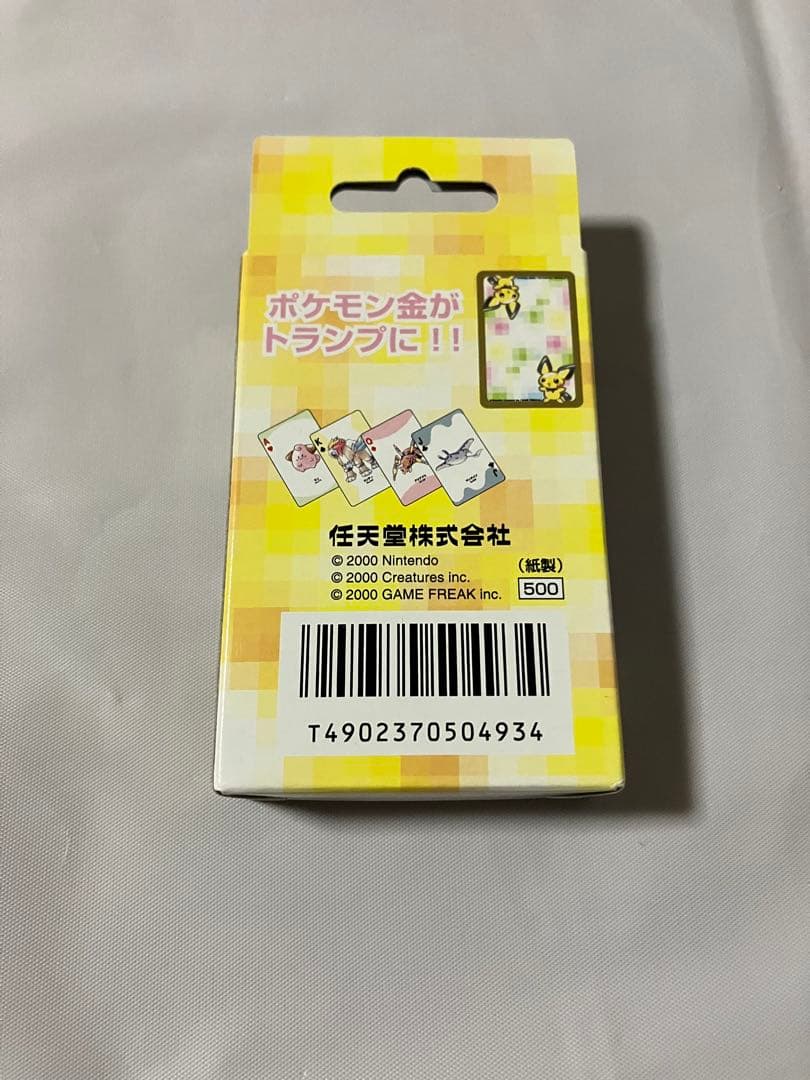 ポケモン金が
トランプに!!
A
K
Q
J
任天堂株式会社
© 2000 Nintendo
© 2000 Creatures inc.
© 2000 GAME FREAK inc.
(紙製)
500
T4902370504934